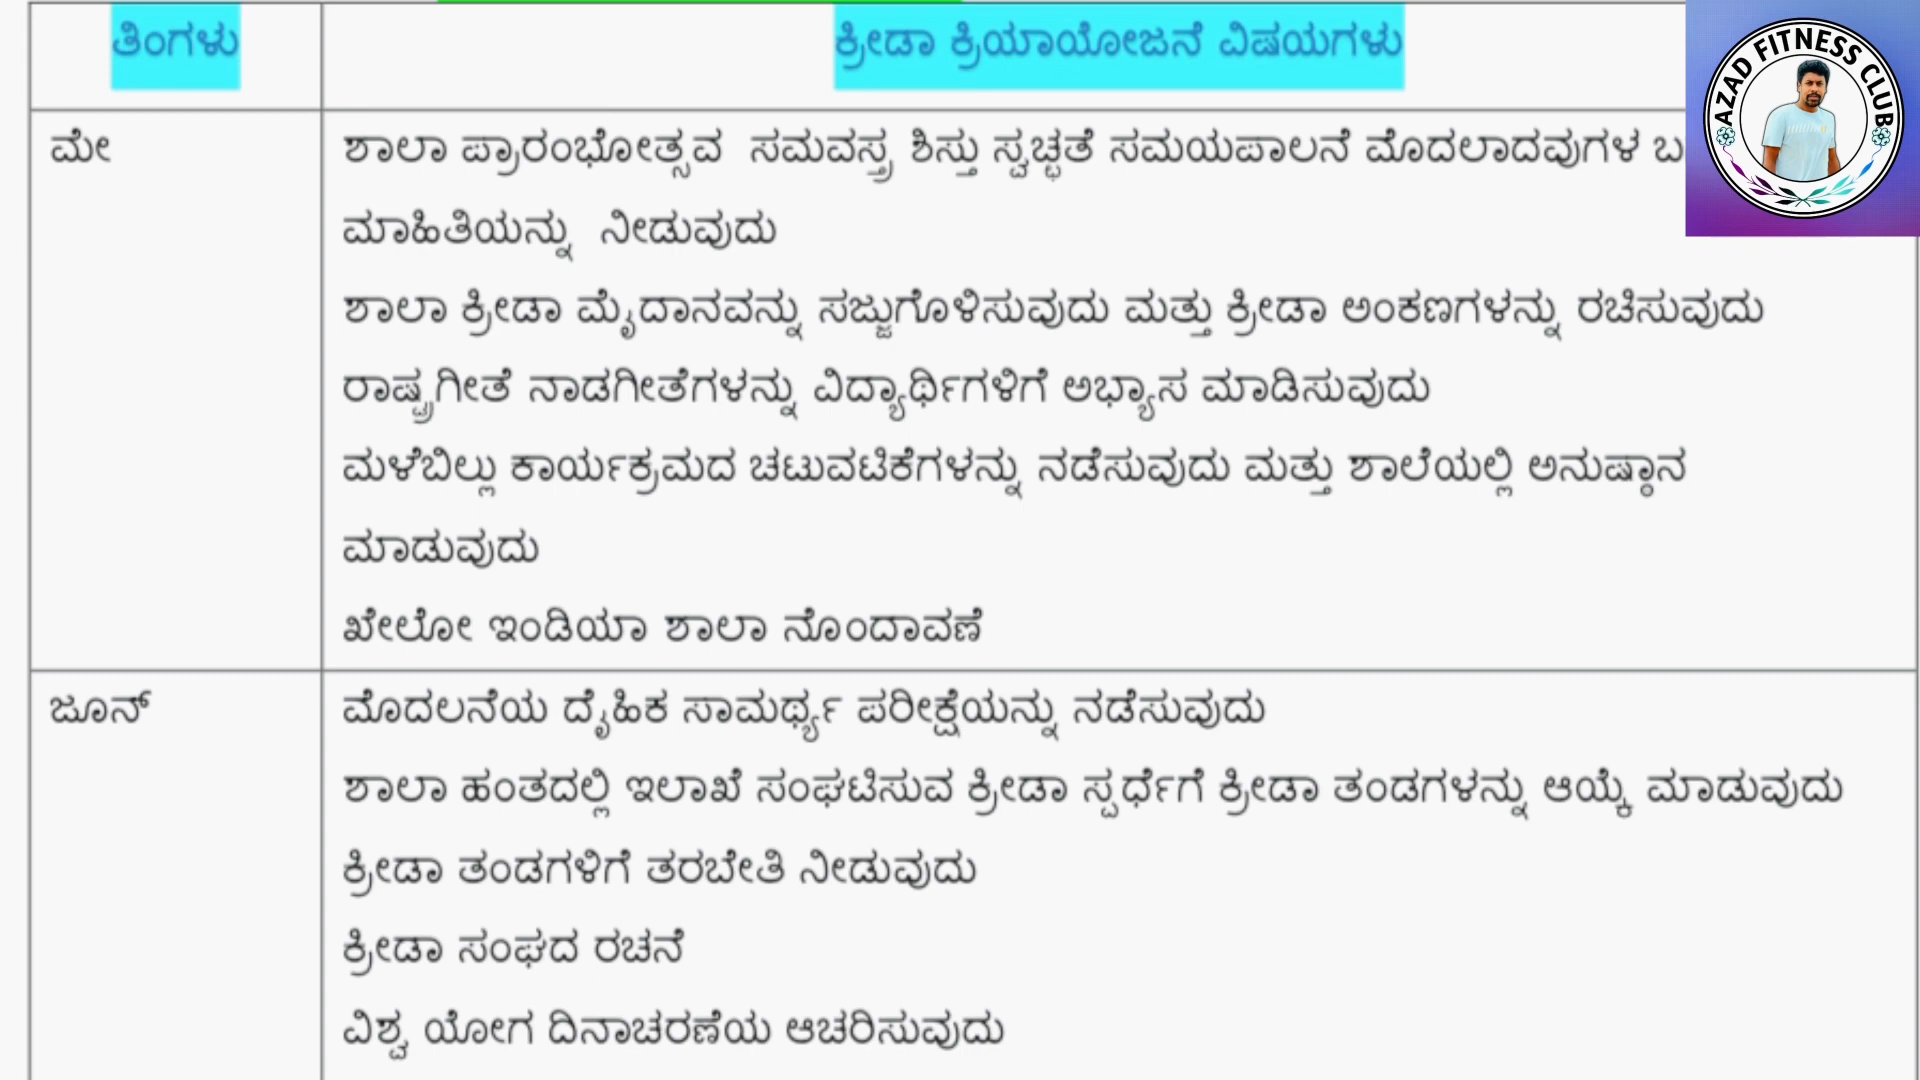 ತಿಂಗಳು ಕ್ರೀಡಾ ಕ್ರಿಯಾಯೋಜನೆ ವಿಷಯಗಳು
AZAD FITNESS CLUB
ಮೇ ಶಾಲಾ ಪ್ರಾರಂಭೋತ್ಸವ ಸಮವಸ್ತ್ರ ಶಿಸ್ತು ಸ್ವಚ್ಛತೆ ಸಮಯಪಾಲನೆ ಮೊದಲಾದವುಗಳ
ಮಾಹಿತಿಯನ್ನು ನೀಡುವುದು
ಶಾಲಾ ಕ್ರೀಡಾ ಮೈದಾನವನ್ನು ಸಜ್ಜುಗೊಳಿಸುವುದು ಮತ್ತು ಕ್ರೀಡಾ ಅಂಕಣಗಳನ್ನು ರಚಿಸುವುದು
ರಾಷ್ಟ್ರಗೀತೆ ನಾಡಗೀತೆಗಳನ್ನು ವಿದ್ಯಾರ್ಥಿಗಳಿಗೆ ಅಭ್ಯಾಸ ಮಾಡಿಸುವುದು
ಮಳೆಬಿಲ್ಲು ಕಾರ್ಯಕ್ರಮದ ಚಟುವಟಿಕೆಗಳನ್ನು ನಡೆಸುವುದು ಮತ್ತು ಶಾಲೆಯಲ್ಲಿ ಅನುಷ್ಠಾನ
ಮಾಡುವುದು
ಖೇಲೋ ಇಂಡಿಯಾ ಶಾಲಾ ನೊಂದಾವಣೆ
ಜೂನ್ ಮೊದಲನೆಯ ದೈಹಿಕ ಸಾಮರ್ಥ್ಯ ಪರೀಕ್ಷೆಯನ್ನು ನಡೆಸುವುದು
ಶಾಲಾ ಹಂತದಲ್ಲಿ ಇಲಾಖೆ ಸಂಘಟಿಸುವ ಕ್ರೀಡಾ ಸ್ಪರ್ಧೆಗೆ ಕ್ರೀಡಾ ತಂಡಗಳನ್ನು ಆಯ್ಕೆ ಮಾಡುವುದು
ಕ್ರೀಡಾ ತಂಡಗಳಿಗೆ ತರಬೇತಿ ನೀಡುವುದು
ಕ್ರೀಡಾ ಸಂಘದ ರಚನೆ
ವಿಶ್ವ ಯೋಗ ದಿನಾಚರಣೆಯ ಆಚರಿಸುವುದು